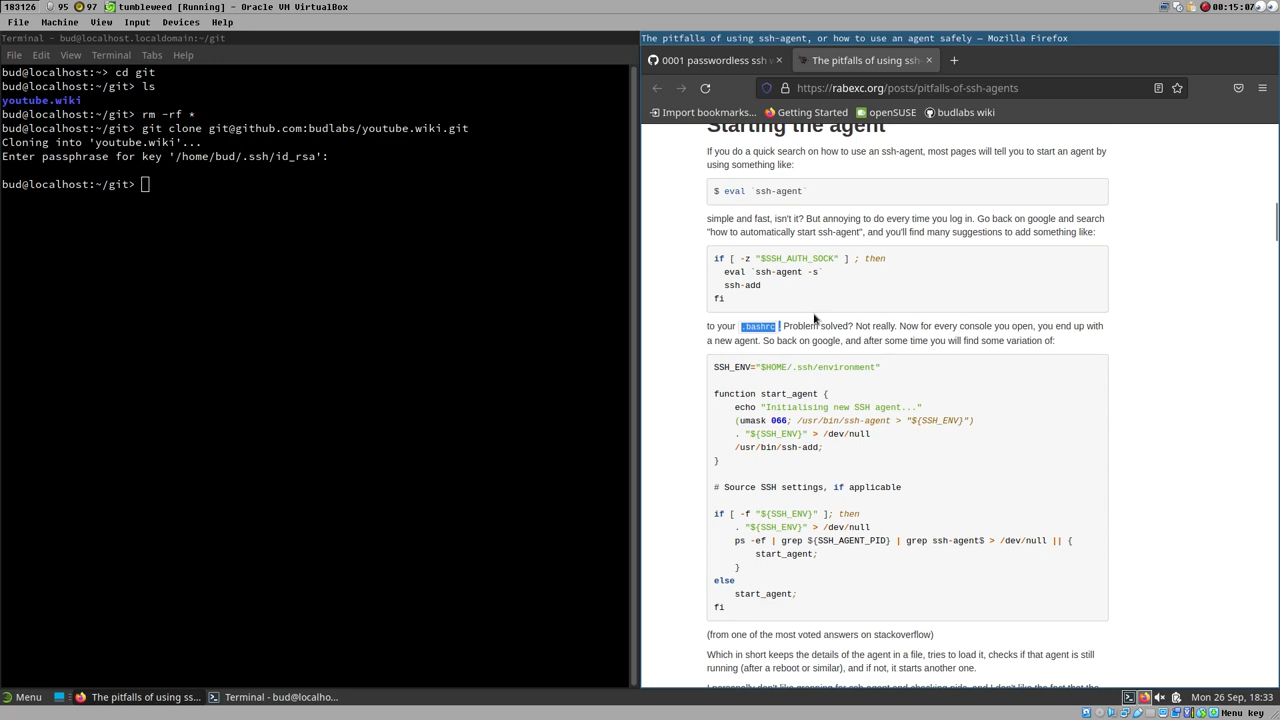 183126 95 97 tumbleweed [Running] - Oracle VM VirtualBox 00:15:07
File Machine View Input Devices Help
Terminal - bud@localhost.localdomain:~/git
File Edit View Terminal Tabs Help
bud@localhost:~> cd git
bud@localhost:~/git> ls
youtube.wiki
bud@localhost:~/git> rm -rf *
bud@localhost:~/git> git clone git@github.com:budlabs/youtube.wiki.git
Cloning into 'youtube.wiki'...
Enter passphrase for key '/home/bud/.ssh/id_rsa':
bud@localhost:~/git>
The pitfalls of using ssh-agent, or how to use an agent safely — Mozilla Firefox
0001 passwordless ssh
The pitfalls of using ssh-
https://rabexc.org/posts/pitfalls-of-ssh-agents
Import bookmarks... Getting Started openSUSE budlabs wiki
Starting the agent
If you do a quick search on how to use an ssh-agent, most pages will tell you to start an agent by
using something like:
$ eval `ssh-agent`
simple and fast, isn't it? But annoying to do every time you log in. Go back on google and search
"how to automatically start ssh-agent", and you'll find many suggestions to add something like:
if [ -z "$SSH_AUTH_SOCK" ] ; then
eval `ssh-agent -s`
ssh-add
fi
to your .bashrc! Problem solved? Not really. Now for every console you open, you end up with
a new agent. So back on google, and after some time you will find some variation of:
SSH_ENV="$HOME/.ssh/environment"
function start_agent {
echo "Initialising new SSH agent..."
(umask 066; /usr/bin/ssh-agent > "${SSH_ENV}")
. "${SSH_ENV}" > /dev/null
/usr/bin/ssh-add;
}
# Source SSH settings, if applicable
if [ -f "${SSH_ENV}" ]; then
. "${SSH_ENV}" > /dev/null
ps -ef | grep ${SSH_AGENT_PID} | grep ssh-agent$ > /dev/null || {
start_agent;
}
else
start_agent;
fi
(from one of the most voted answers on stackoverflow)
Which in short keeps the details of the agent in a file, tries to load it, checks if that agent is still
running (after a reboot or similar), and if not, it starts another one.
I personally don't like grepping for ssh-agent and checking pids, and I don't like the fact that the
Menu The pitfalls of using ss... Terminal - bud@localho... Mon 26 Sep, 18:33
Menu key